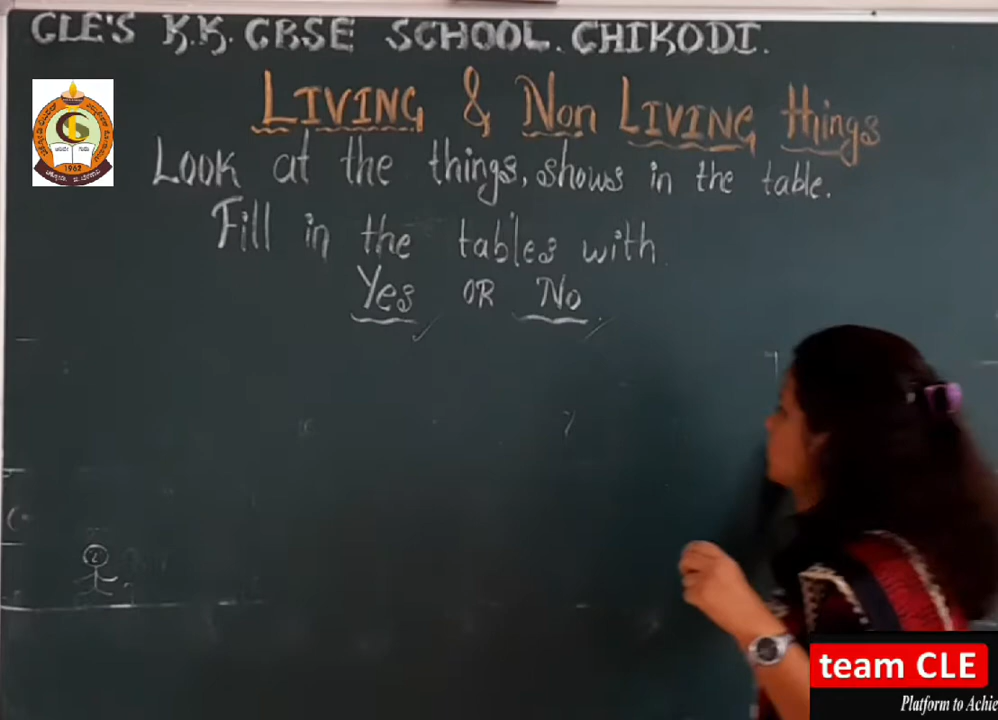 CLE'S K.K. CBSE SCHOOL. CHIKODI.
LIVING & Non LIVING things
Look at the things, shows in the table.
Fill in the tables with
Yes OR No
1962
team CLE
Platform to Achie